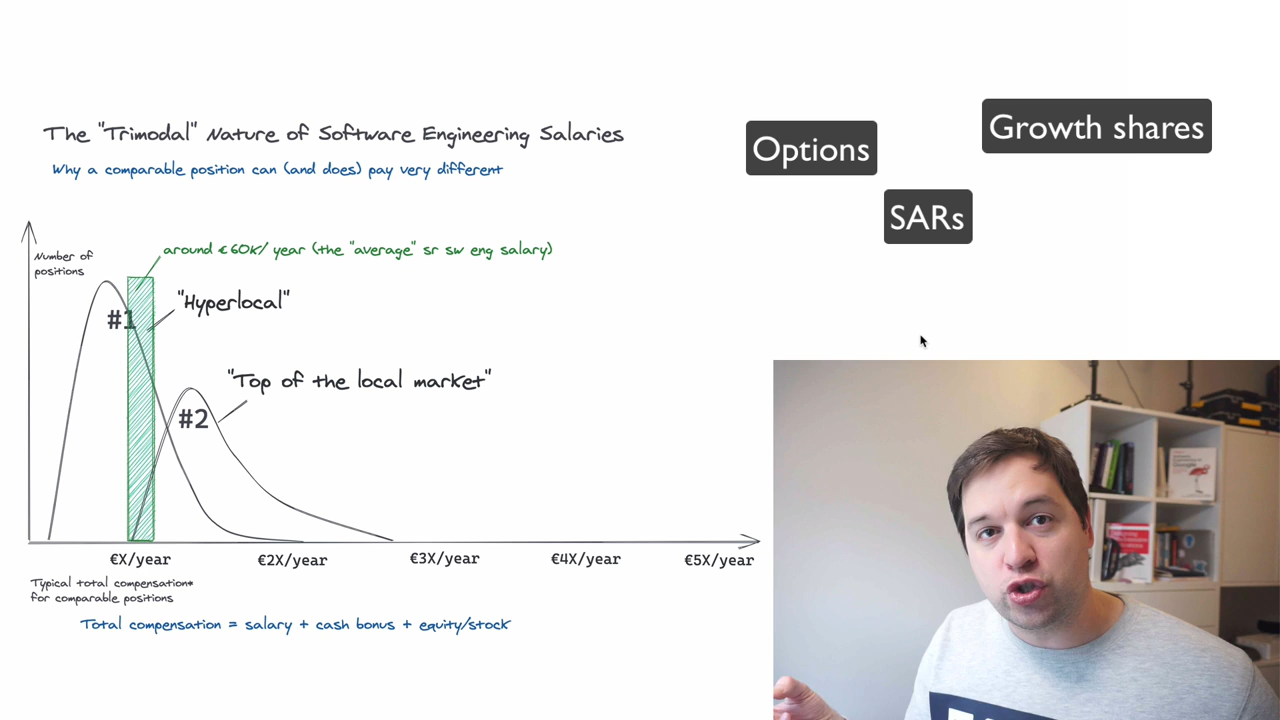 The "Trimodal" Nature of Software Engineering Salaries
Why a comparable position can (and does) pay very different
Number of
positions
around €60K/ year (the "average" sr sw eng salary)
"Hyperlocal"
#1
"Top of the local market"
#2
€X/year
€2X/year
€3X/year
€4X/year
€5X/year
Typical total compensation*
for comparable positions
Total compensation = salary + cash bonus + equity/stock
Options
Growth shares
SARs
Google